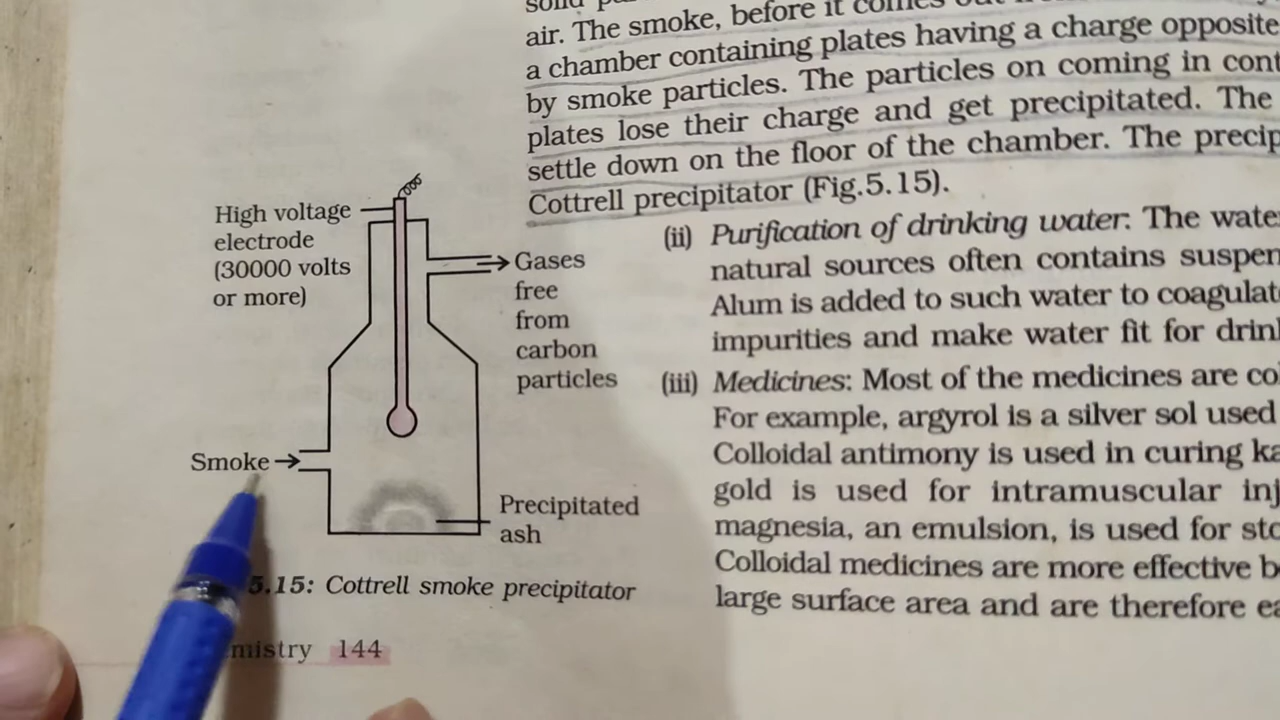 air. The smoke, before it comes
a chamber containing plates having a charge opposite
by smoke particles. The particles on coming in cont
plates lose their charge and get precipitated. The
settle down on the floor of the chamber. The precip
Cottrell precipitator (Fig.5.15).
High voltage
electrode
(30000 volts
or more)
Gases
free
from
carbon
particles
Smoke
Precipitated
ash
5.15: Cottrell smoke precipitator
mistry 144
(ii) Purification of drinking water: The wate
natural sources often contains suspen
Alum is added to such water to coagulat
impurities and make water fit for drin
(iii) Medicines: Most of the medicines are co
For example, argyrol is a silver sol used
Colloidal antimony is used in curing ka
gold is used for intramuscular inj
magnesia, an emulsion, is used for sto
Colloidal medicines are more effective b
large surface area and are therefore ea